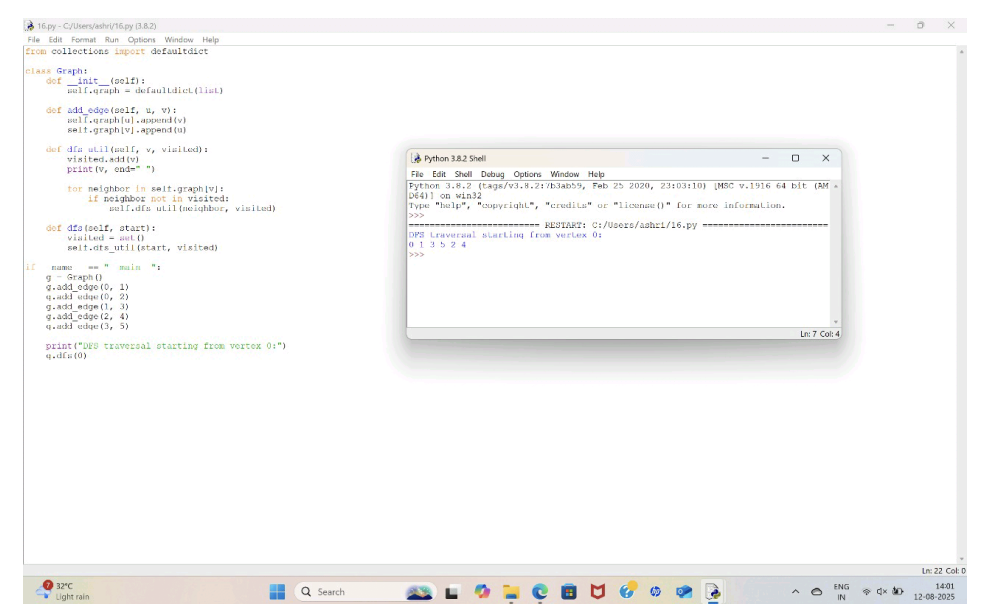 16.py - C:/Users/ashri/16.py (3.8.2)
File Edit Format Run Options Window Help
from collections import defaultdict
class Graph:
def __init__(self):
self.graph = defaultdict(list)
def add_edge(self, u, v):
self.graph[u].append(v)
self.graph[v].append(u)
def dfs_util(self, v, visited):
visited.add(v)
print(v, end=" ")
for neighbor in self.graph[v]:
if neighbor not in visited:
self.dfs_util(neighbor, visited)
def dfs(self, start):
visited = set()
self.dfs_util(start, visited)
if __name__ == "__main__":
g = Graph()
g.add_edge(0, 1)
g.add_edge(0, 2)
g.add_edge(1, 3)
g.add_edge(2, 4)
g.add_edge(3, 5)
print("DFS traversal starting from vertex 0:")
g.dfs(0)
Python 3.8.2 Shell
File Edit Shell Debug Options Window Help
Python 3.8.2 (tags/v3.8.2:7b3ab59, Feb 25 2020, 23:03:10) [MSC v.1916 64 bit (AM
D64)] on win32
Type "help", "copyright", "credits" or "license()" for more information.
>>>
======================== RESTART: C:/Users/ashri/16.py =======================
DFS traversal starting from vertex 0:
0 1 3 5 2 4
>>>
Ln: 7 Col: 4
Ln: 22 Col: 0
7
32°C
Light rain
Search
hp
ENG
IN
14:01
12-08-2025